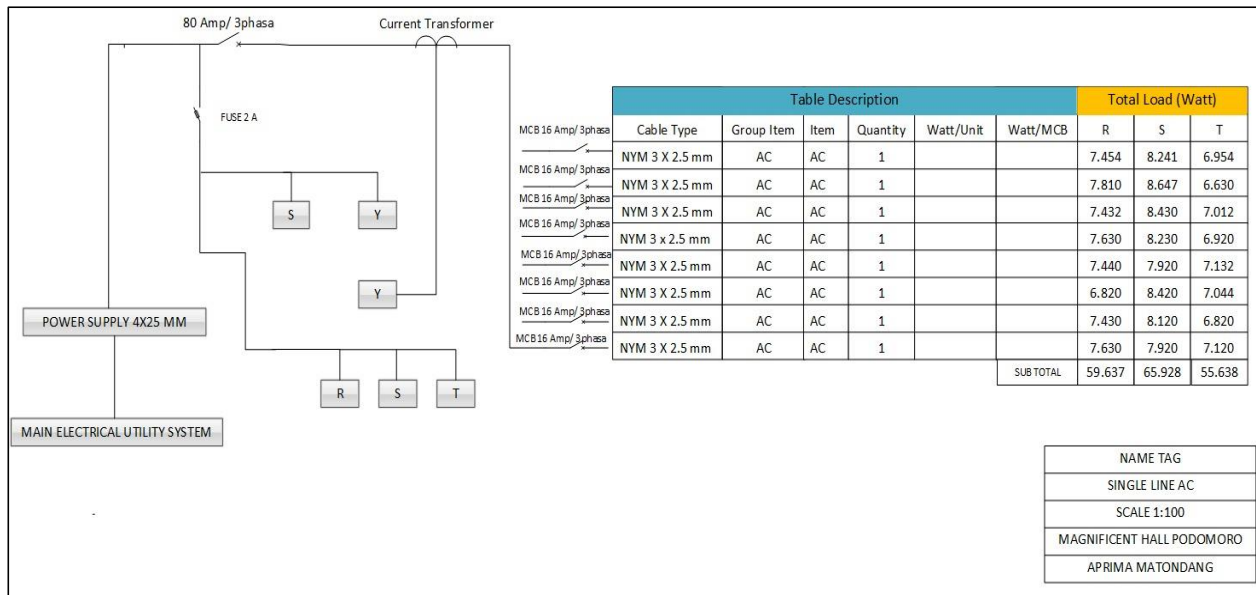 80 Amp/ 3phasa
Current Transformer
FUSE 2 A
S
Y
Y
POWER SUPPLY 4X25 MM
R
S
T
MAIN ELECTRICAL UTILITY SYSTEM
Table Description
Total Load (Watt)
Cable Type Group Item Item Quantity Watt/Unit Watt/MCB R S T
MCB 16 Amp/ 3phasa
NYM 3 X 2.5 mm AC AC 1 7.454 8.241 6.954
MCB 16 Amp/ 3phasa
NYM 3 X 2.5 mm AC AC 1 7.810 8.647 6.630
MCB 16 Amp/ 3phasa
NYM 3 X 2.5 mm AC AC 1 7.432 8.430 7.012
MCB 16 Amp/ 3phasa
NYM 3 x 2.5 mm AC AC 1 7.630 8.230 6.920
MCB 16 Amp/ 3phasa
NYM 3 X 2.5 mm AC AC 1 7.440 7.920 7.132
MCB 16 Amp/ 3phasa
NYM 3 X 2.5 mm AC AC 1 6.820 8.420 7.044
MCB 16 Amp/ 3phasa
NYM 3 X 2.5 mm AC AC 1 7.430 8.120 6.820
MCB 16 Amp/ 3phasa
NYM 3 X 2.5 mm AC AC 1 7.630 7.920 7.120
SUB TOTAL 59.637 65.928 55.638
NAME TAG
SINGLE LINE AC
SCALE 1:100
MAGNIFICENT HALL PODOMORO
APRIMA MATONDANG